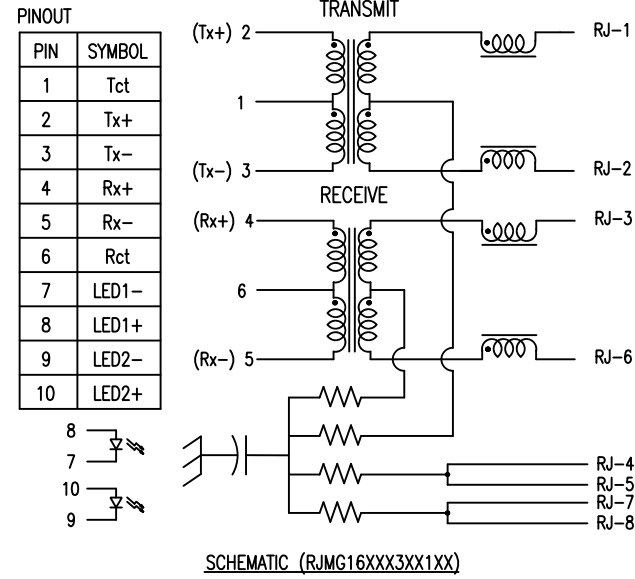 PINOUT
PIN SYMBOL
1 Tct
2 Tx+
3 Tx-
4 Rx+
5 Rx-
6 Rct
7 LED1-
8 LED1+
9 LED2-
10 LED2+
TRANSMIT
(Tx+) 2
RJ-1
1
(Tx-) 3
RJ-2
RECEIVE
(Rx+) 4
RJ-3
6
(Rx-) 5
RJ-6
8
7
10
9
RJ-4
RJ-5
RJ-7
RJ-8
SCHEMATIC (RJMG16XXX3XX1XX)